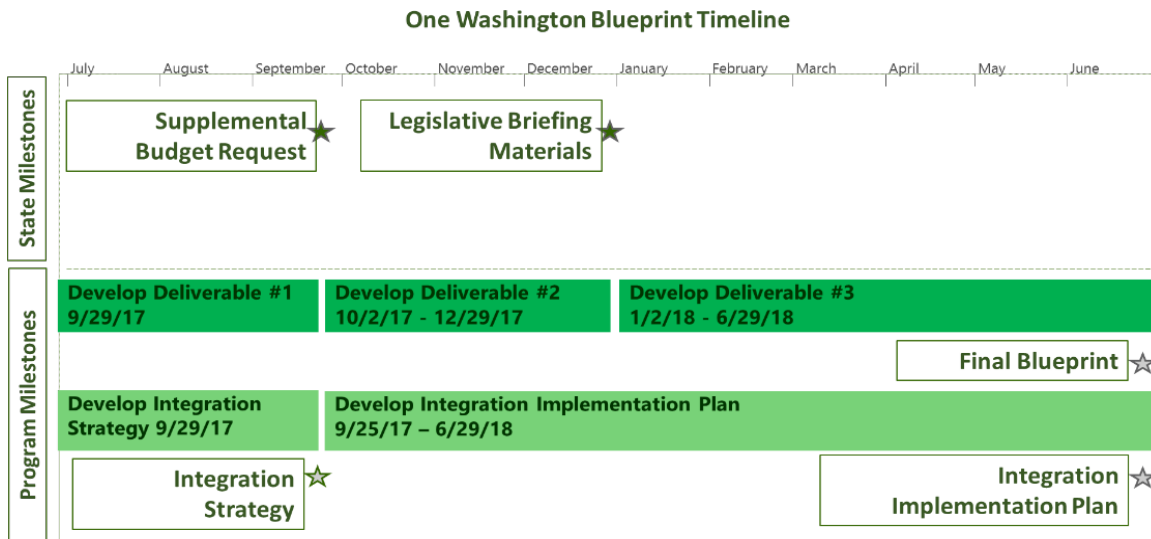 One Washington Blueprint Timeline
July August September October November December January February March April May June
State Milestones
Supplemental
Budget Request
Legislative Briefing
Materials
Program Milestones
Develop Deliverable #1
9/29/17
Develop Deliverable #2
10/2/17 - 12/29/17
Develop Deliverable #3
1/2/18 - 6/29/18
Final Blueprint
Develop Integration
Strategy 9/29/17
Develop Integration Implementation Plan
9/25/17 – 6/29/18
Integration
Strategy
Integration
Implementation Plan